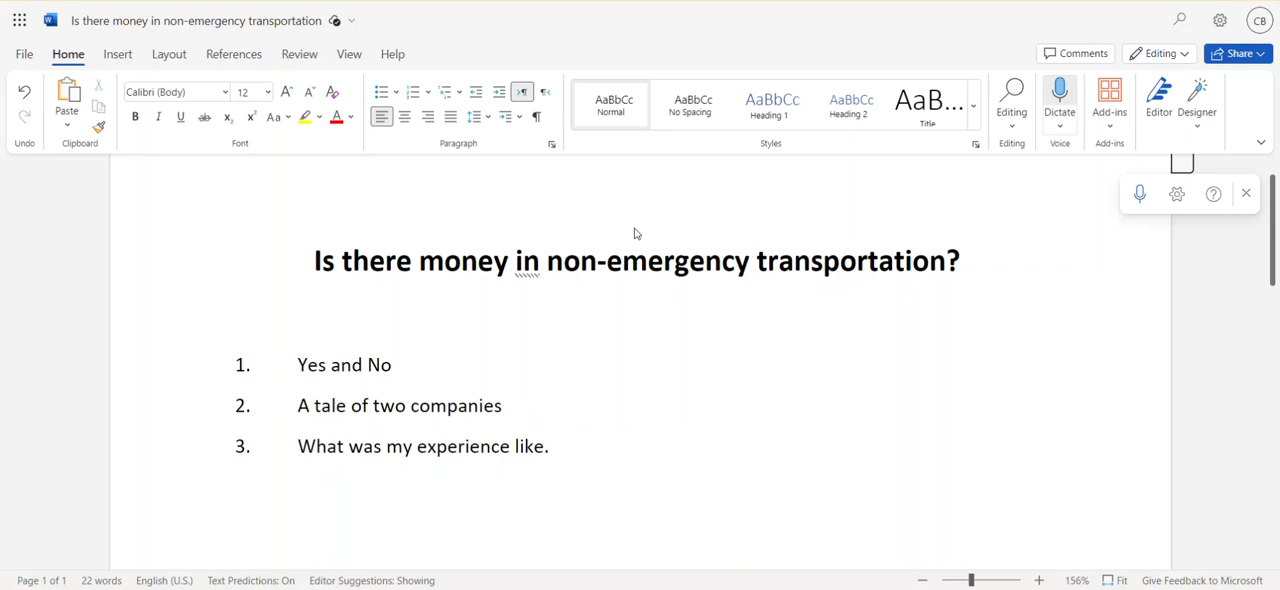 Is there money in non-emergency transportation
CB
File Home Insert Layout References Review View Help
Comments Editing Share
Calibri (Body) 12
Paste
AaBbCc AaBbCc AaBbCc AaBbCc AaB...
Normal No Spacing Heading 1 Heading 2 Title
Editing Dictate Add-ins Editor Designer
Undo Clipboard Font Paragraph Styles Editing Voice Add-ins
Is there money in non-emergency transportation?
1. Yes and No
2. A tale of two companies
3. What was my experience like.
Page 1 of 1 22 words English (U.S.) Text Predictions: On Editor Suggestions: Showing 156% Fit Give Feedback to Microsoft